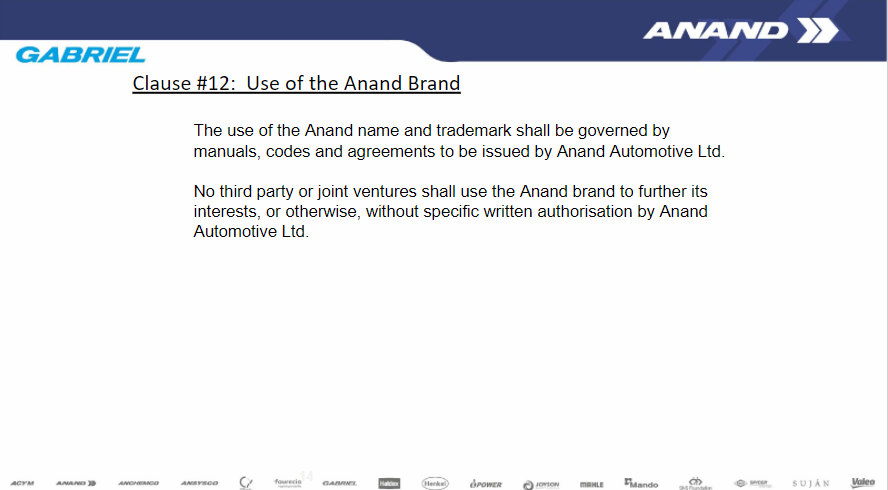 ANAND
GABRIEL
Clause #12: Use of the Anand Brand
The use of the Anand name and trademark shall be governed by
manuals, codes and agreements to be issued by Anand Automotive Ltd.
No third party or joint ventures shall use the Anand brand to further its
interests, or otherwise, without specific written authorisation by Anand
Automotive Ltd.
14
ACYM ANAND ANCHEMCO ANSYSCO faurecia GABRIEL Haldex Henkel JOYSON MAHLE Mando SNS Foundation SUJÁN Valeo